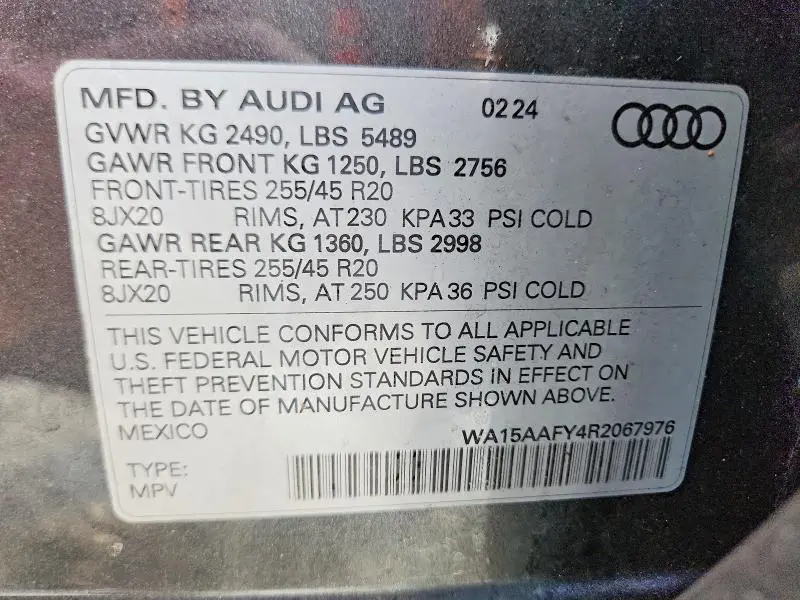 MFD. BY AUDI AG 02 24
GVWR KG 2490, LBS 5489
GAWR FRONT KG 1250, LBS 2756
FRONT-TIRES 255/45 R20
8JX20 RIMS, AT 230 KPA 33 PSI COLD
GAWR REAR KG 1360, LBS 2998
REAR-TIRES 255/45 R20
8JX20 RIMS, AT 250 KPA 36 PSI COLD
THIS VEHICLE CONFORMS TO ALL APPLICABLE
U.S. FEDERAL MOTOR VEHICLE SAFETY AND
THEFT PREVENTION STANDARDS IN EFFECT ON
THE DATE OF MANUFACTURE SHOWN ABOVE.
MEXICO WA15AAFY4R2067976
TYPE:
MPV